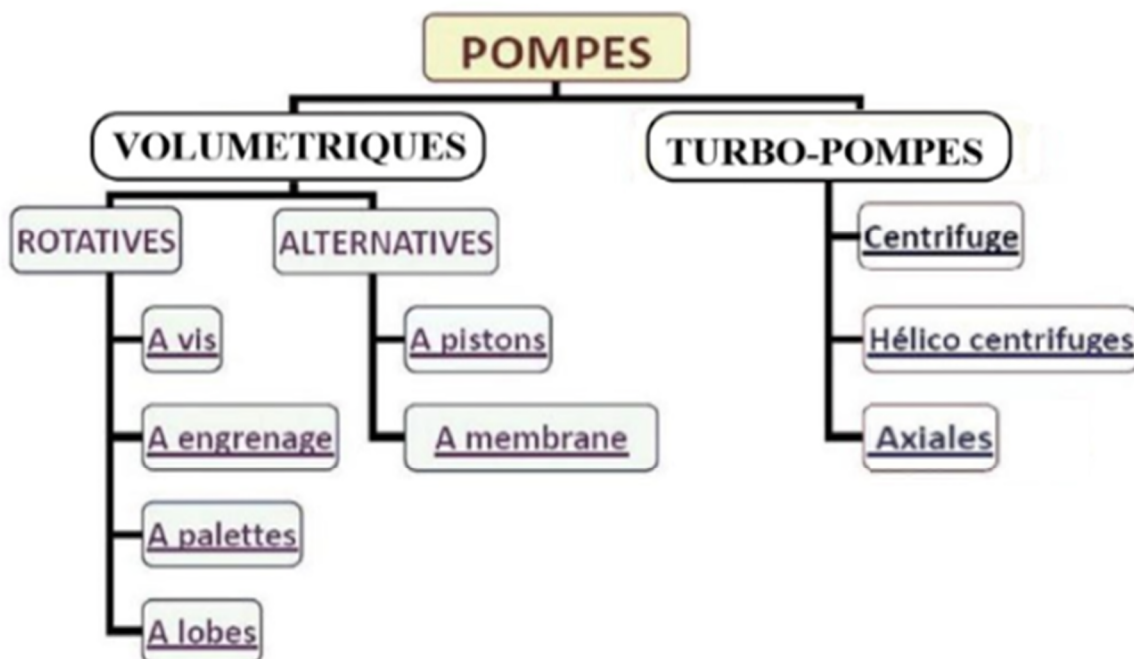 POMPES
VOLUMETRIQUES
TURBO-POMPES
ROTATIVES
ALTERNATIVES
Centrifuge
A vis
A pistons
Hélico centrifuges
A engrenage
A membrane
Axiales
A palettes
A lobes